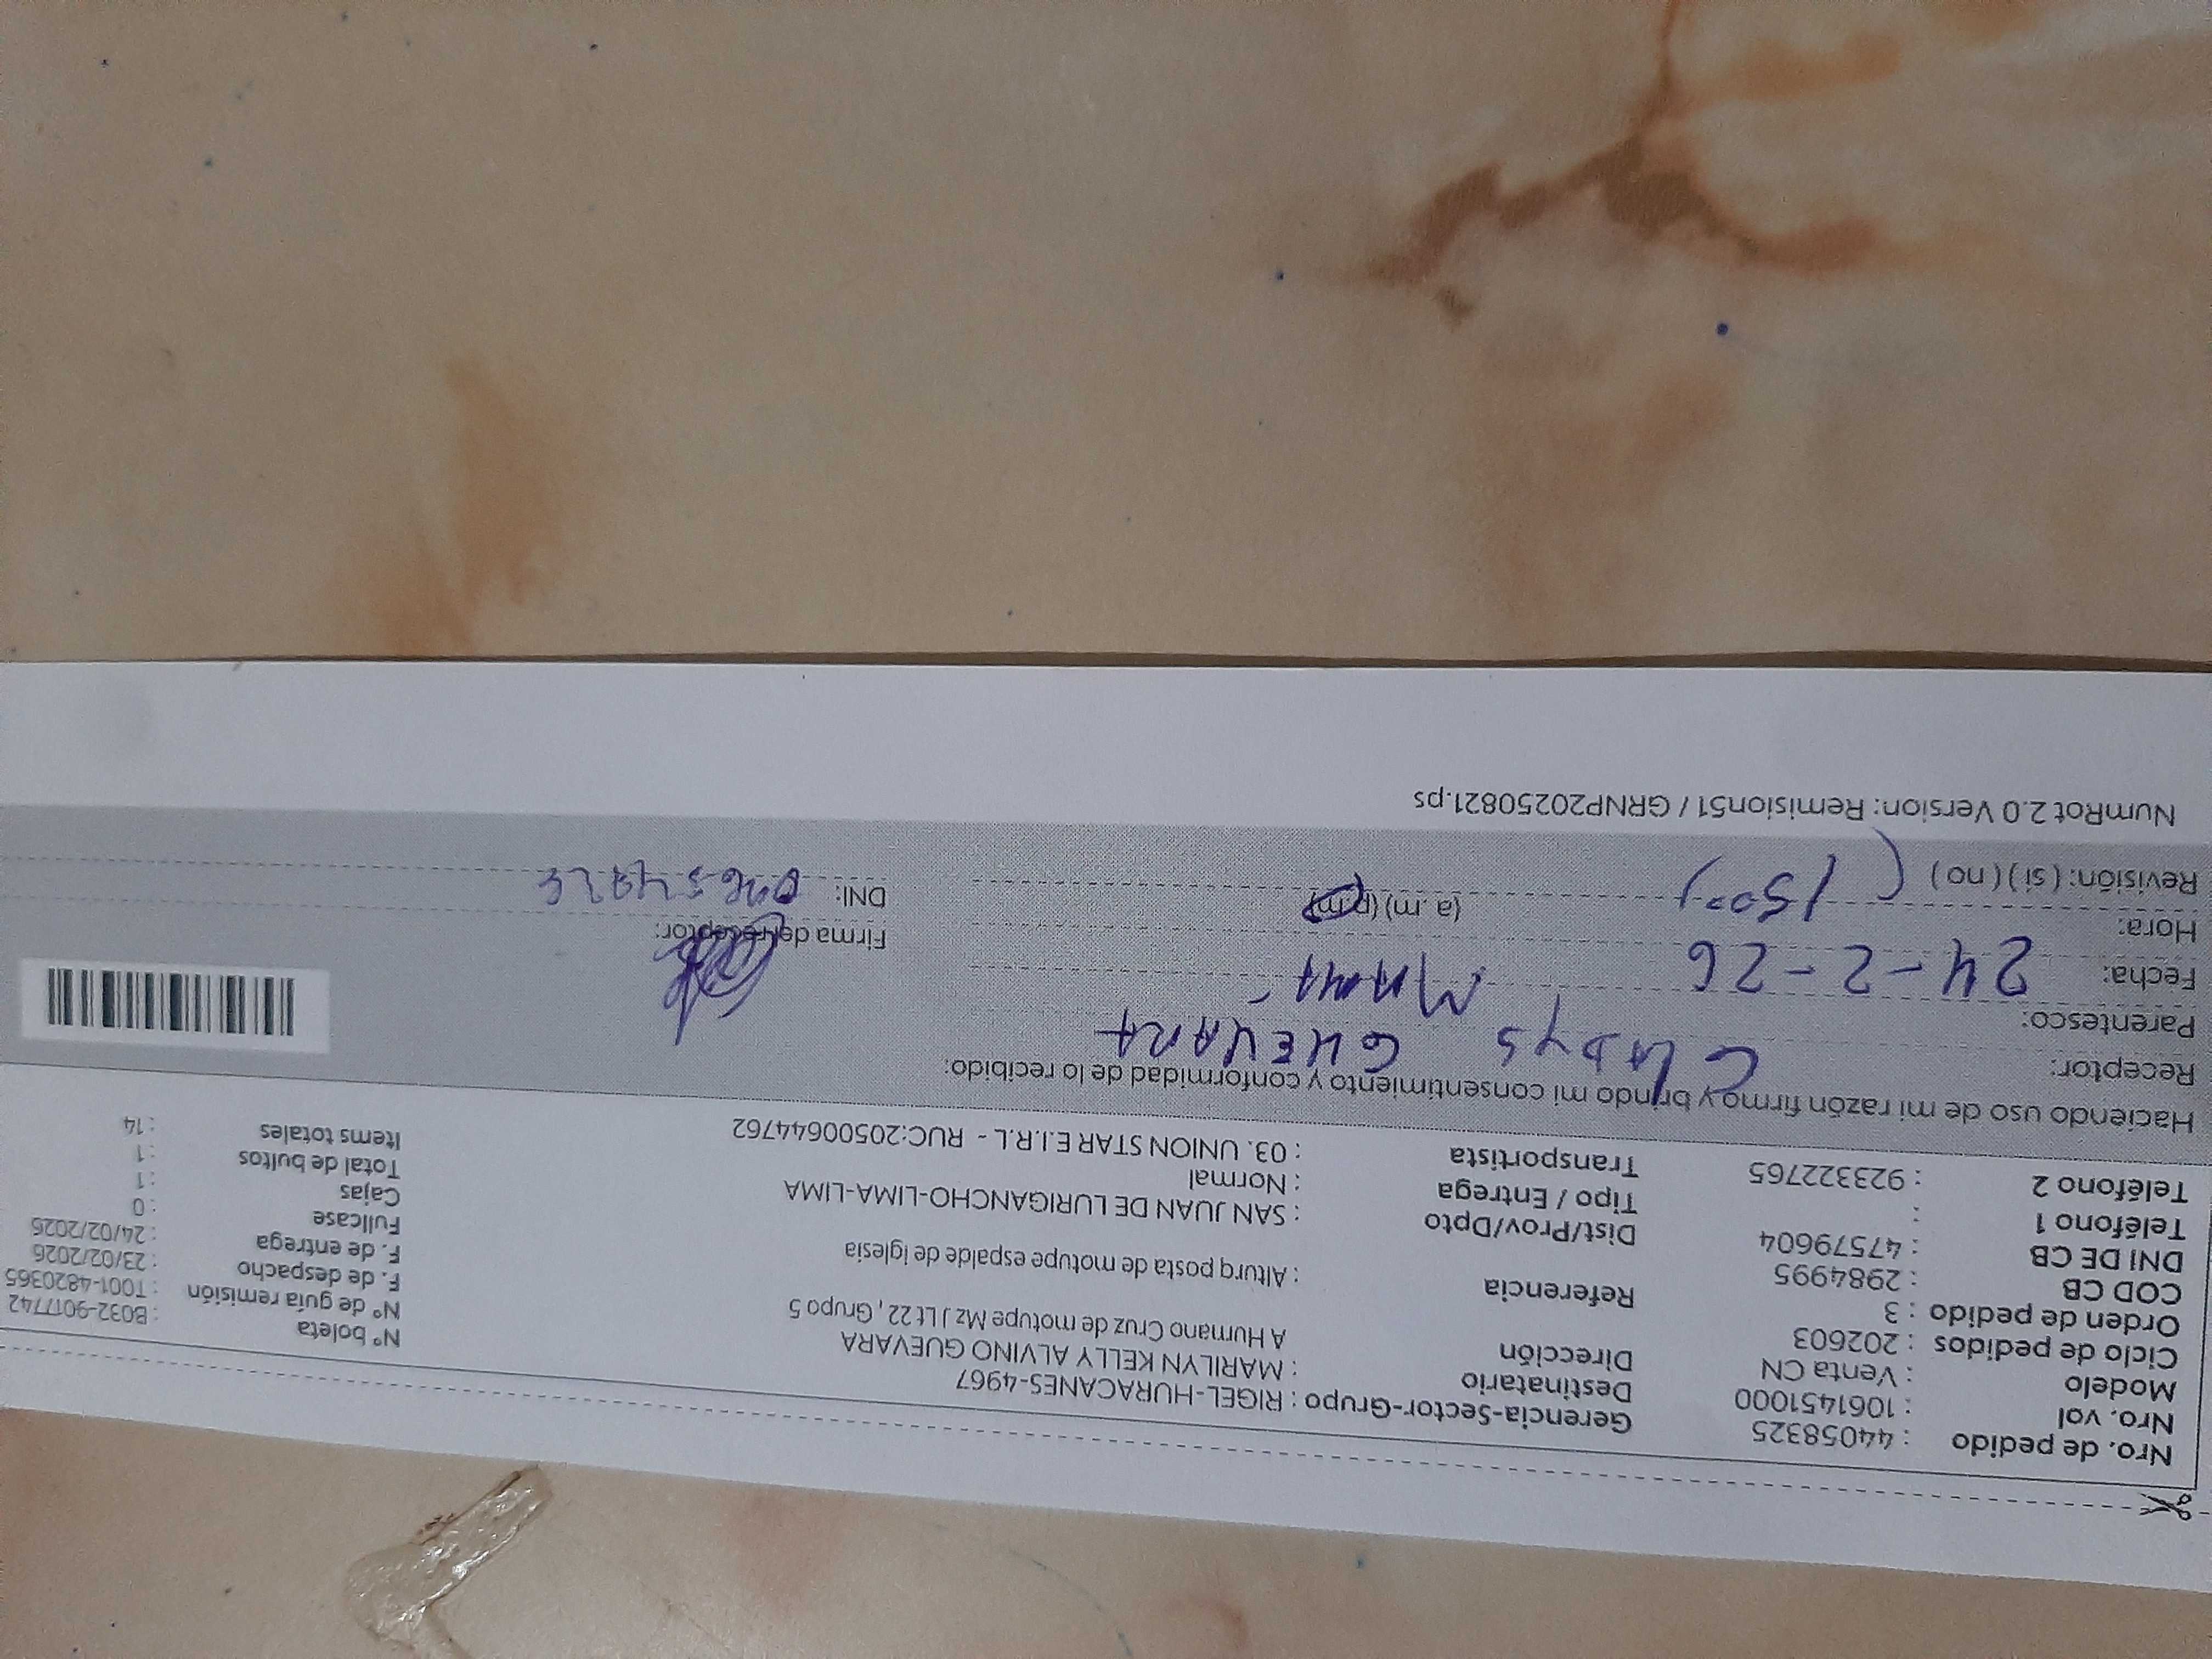 Nro. de pedido : 44058325 Gerencia-Sector-Grupo : RIGEL-HURACANES-4967
Nro. val : 1061451000 Destinatario : MARILYN KELLY ALVINO GUEVARA Nº boleta : B032-9017742
Modelo : Venta CN Dirección A Humano Cruz de motupe Mz J Lt 22 , Grupo 5 Nº de guía remisión : T001-4820365
Ciclo de pedidos : 202603 F. de despacho : 23/02/2026
Orden de pedido : 3 Referencia : Alturq posta de motupe espalde de iglesia F. de entrega : 24/02/2026
COD CB : 2984995 Fullcase : 0
DNI DE CB : 47579604 Dist/Prov/Dpto : SAN JUAN DE LURIGANCHO-LIMA-LIMA Cajas : 1
Teléfono 1 : Tipo / Entrega : Normal Total de bultos : 1
Teléfono 2 : 923322765 Transportista : 03. UNION STAR E.I.R.L - RUC:20500644762 Items totales : 14
Haciendo uso de mi razón firmo y brindo mi consentimiento y conformidad de lo recibido:
Receptor: GLADYS GUEVARA
Parentesco: MAMA
Fecha: 24-2-26 Firma del receptor:
Hora: (1500) (a. m) (p.m) DNI:
Revisión: ( si ) ( no )
NumRot 2.0 Version: Remision51 / GRNP20250821.ps